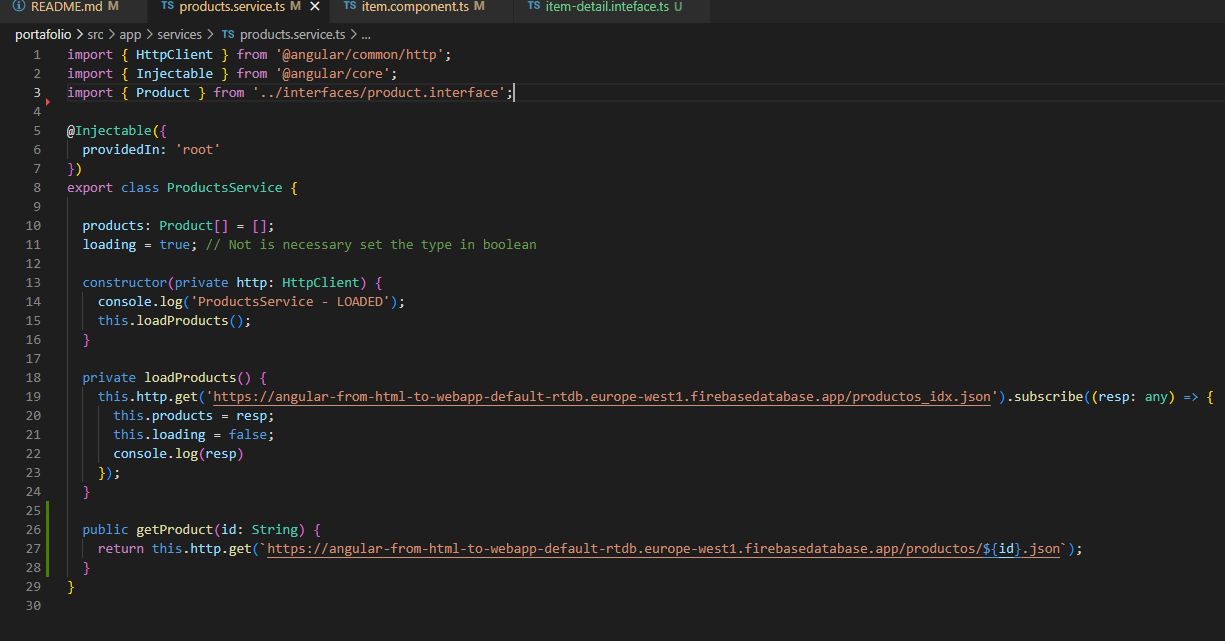 README.md M TS products.service.ts M × TS item.component.ts M TS item-detail.inteface.ts U
portafolio > src > app > services > TS products.service.ts > ...
1 import { HttpClient } from '@angular/common/http';
2 import { Injectable } from '@angular/core';
3 import { Product } from '../interfaces/product.interface';
4
5 @Injectable({
6 providedIn: 'root'
7 })
8 export class ProductsService {
9
10 products: Product[] = [];
11 loading = true; // Not is necessary set the type in boolean
12
13 constructor(private http: HttpClient) {
14 console.log('ProductsService - LOADED');
15 this.loadProducts();
16 }
17
18 private loadProducts() {
19 this.http.get('https://angular-from-html-to-webapp-default-rtdb.europe-west1.firebasedatabase.app/productos_idx.json').subscribe((resp: any) => {
20 this.products = resp;
21 this.loading = false;
22 console.log(resp)
23 });
24 }
25
26 public getProduct(id: String) {
27 return this.http.get(`https://angular-from-html-to-webapp-default-rtdb.europe-west1.firebasedatabase.app/productos/${id}.json`);
28 }
29 }
30